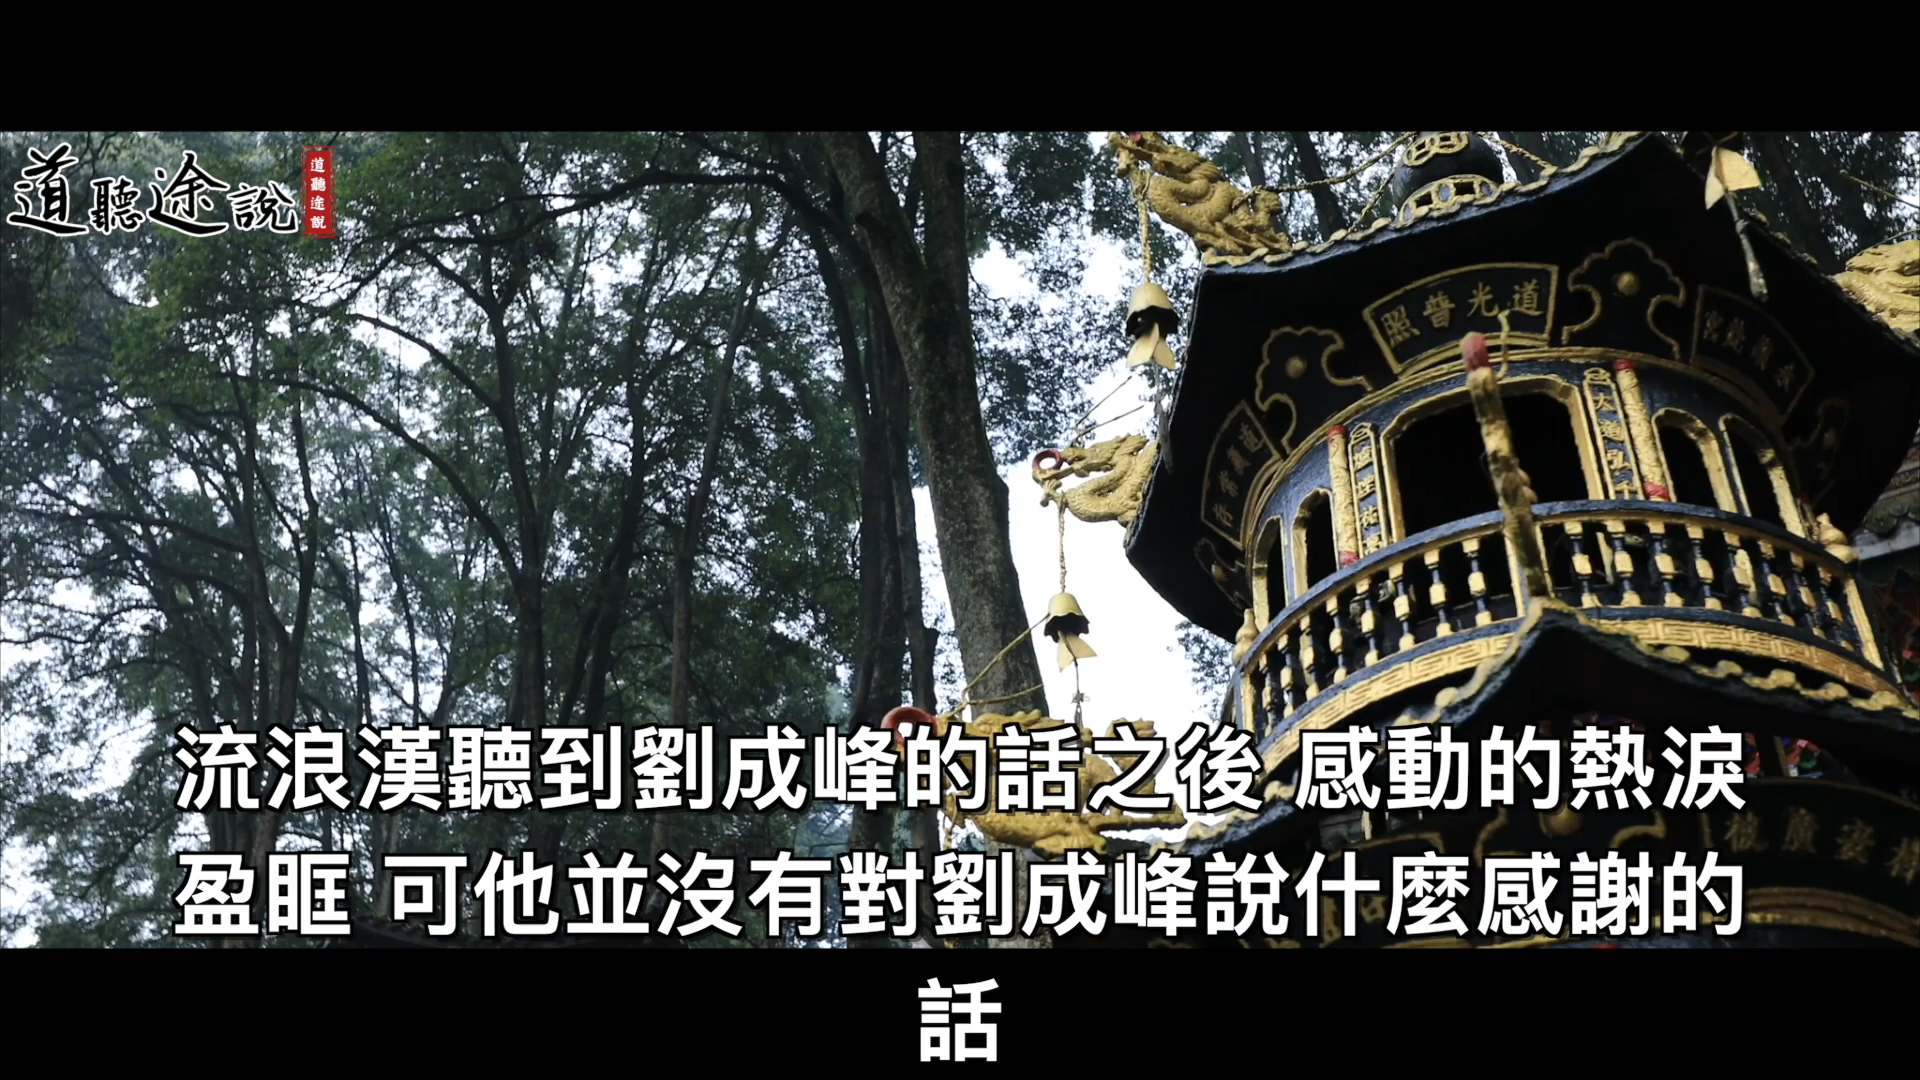 道聽途說
道聽途說
照普光道
流浪漢聽到劉成峰的話之後 感動的熱淚
盈眶 可他並沒有對劉成峰說什麼感謝的
話